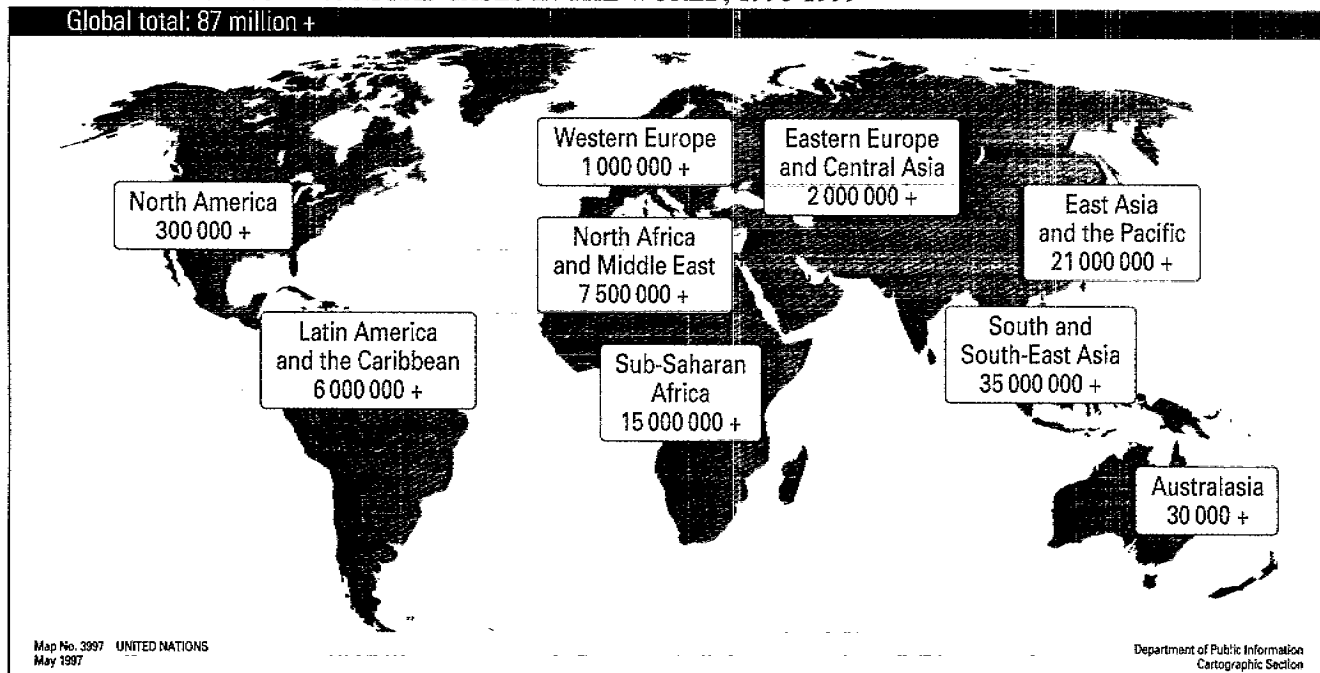 Global total: 87 million +
Western Europe
1 000 000 +
Eastern Europe
and Central Asia
2 000 000 +
North America
300 000 +
East Asia
and the Pacific
21 000 000 +
North Africa
and Middle East
7 500 000 +
Latin America
and the Caribbean
6 000 000 +
South and
South-East Asia
35 000 000 +
Sub-Saharan
Africa
15 000 000 +
Australasia
30 000 +
Map No. 3997 UNITED NATIONS
May 1997
Department of Public Information
Cartographic Section